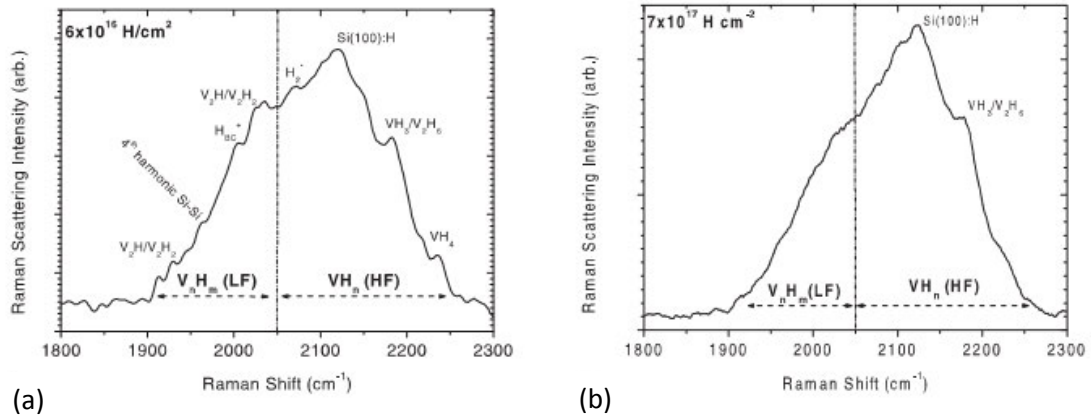 6x10¹⁶ H/cm²
Si(100):H
H₂*
V₂H/V₂H₂
H_BC⁺
VH₃/V₂H₆
4ᵗʰ harmonic Si-Si
VH₄
V₂H/V₂H₂
VₙHₘ (LF)
VHₙ (HF)
Raman Scattering Intensity (arb.)
1800 1900 2000 2100 2200 2300
Raman Shift (cm⁻¹)
(a)
7x10¹⁷ H cm⁻²
Si(100):H
VH₃/V₂H₆
VₙHₘ(LF)
VHₙ (HF)
Raman Scattering Intensity (arb.)
1800 1900 2000 2100 2200 2300
Raman Shift (cm⁻¹)
(b)